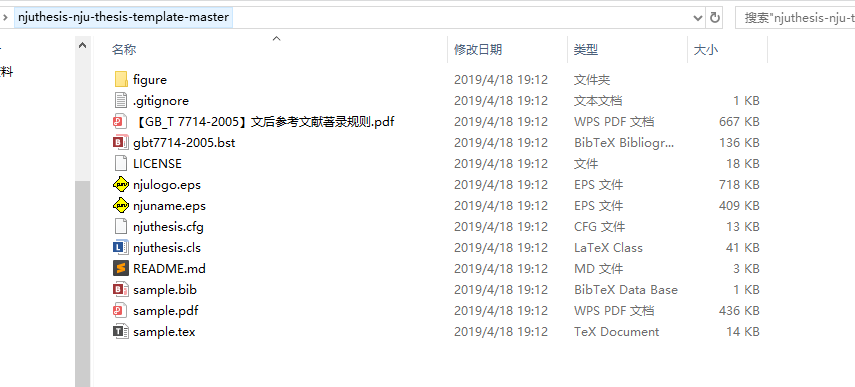 njuthesis-nju-thesis-template-master 搜索"njuthesis-nju-t
名称 修改日期 类型 大小
figure 2019/4/18 19:12 文件夹
料 .gitignore 2019/4/18 19:12 文本文档 1 KB
【GB_T 7714-2005】文后参考文献著录规则.pdf 2019/4/18 19:12 WPS PDF 文档 667 KB
gbt7714-2005.bst 2019/4/18 19:12 BibTeX Bibliogr... 136 KB
LICENSE 2019/4/18 19:12 文件 18 KB
njulogo.eps 2019/4/18 19:12 EPS 文件 718 KB
njuname.eps 2019/4/18 19:12 EPS 文件 409 KB
njuthesis.cfg 2019/4/18 19:12 CFG 文件 13 KB
njuthesis.cls 2019/4/18 19:12 LaTeX Class 41 KB
README.md 2019/4/18 19:12 MD 文件 3 KB
sample.bib 2019/4/18 19:12 BibTeX Data Base 1 KB
sample.pdf 2019/4/18 19:12 WPS PDF 文档 436 KB
sample.tex 2019/4/18 19:12 TeX Document 14 KB